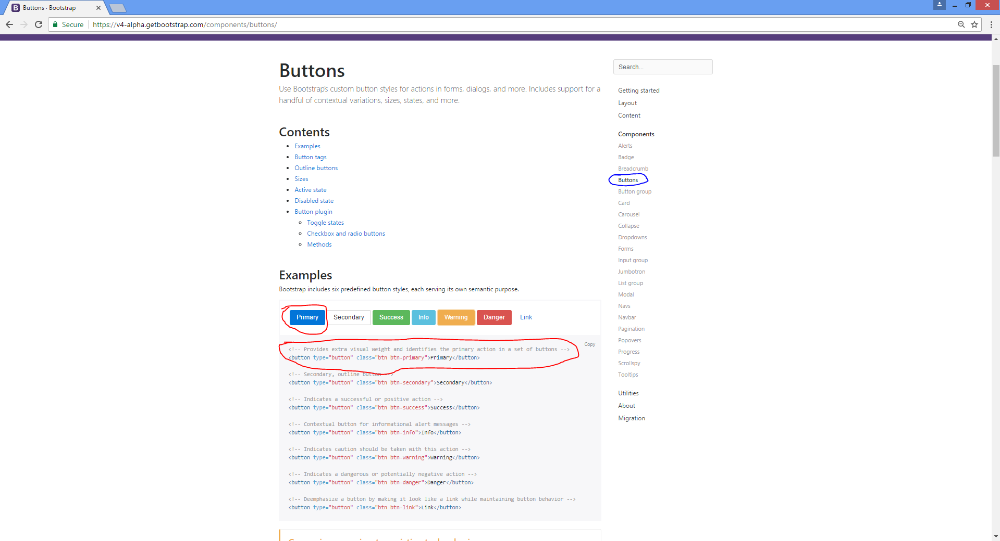 Buttons · Bootstrap
Secure
https://v4-alpha.getbootstrap.com/components/buttons/
Buttons
Use Bootstrap’s custom button styles for actions in forms, dialogs, and more. Includes support for a
handful of contextual variations, sizes, states, and more.
Contents
Examples
Button tags
Outline buttons
Sizes
Active state
Disabled state
Button plugin
Toggle states
Checkbox and radio buttons
Methods
Examples
Bootstrap includes six predefined button styles, each serving its own semantic purpose.
Primary Secondary Success Info Warning Danger Link
Copy
<!-- Provides extra visual weight and identifies the primary action in a set of buttons -->
<button type="button" class="btn btn-primary">Primary</button>
<!-- Secondary, outline button -->
<button type="button" class="btn btn-secondary">Secondary</button>
<!-- Indicates a successful or positive action -->
<button type="button" class="btn btn-success">Success</button>
<!-- Contextual button for informational alert messages -->
<button type="button" class="btn btn-info">Info</button>
<!-- Indicates caution should be taken with this action -->
<button type="button" class="btn btn-warning">Warning</button>
<!-- Indicates a dangerous or potentially negative action -->
<button type="button" class="btn btn-danger">Danger</button>
<!-- Deemphasize a button by making it look like a link while maintaining button behavior -->
<button type="button" class="btn btn-link">Link</button>
Search...
Getting started
Layout
Content
Components
Alerts
Badge
Breadcrumb
Buttons
Button group
Card
Carousel
Collapse
Dropdowns
Forms
Input group
Jumbotron
List group
Modal
Navs
Navbar
Pagination
Popovers
Progress
Scrollspy
Tooltips
Utilities
About
Migration